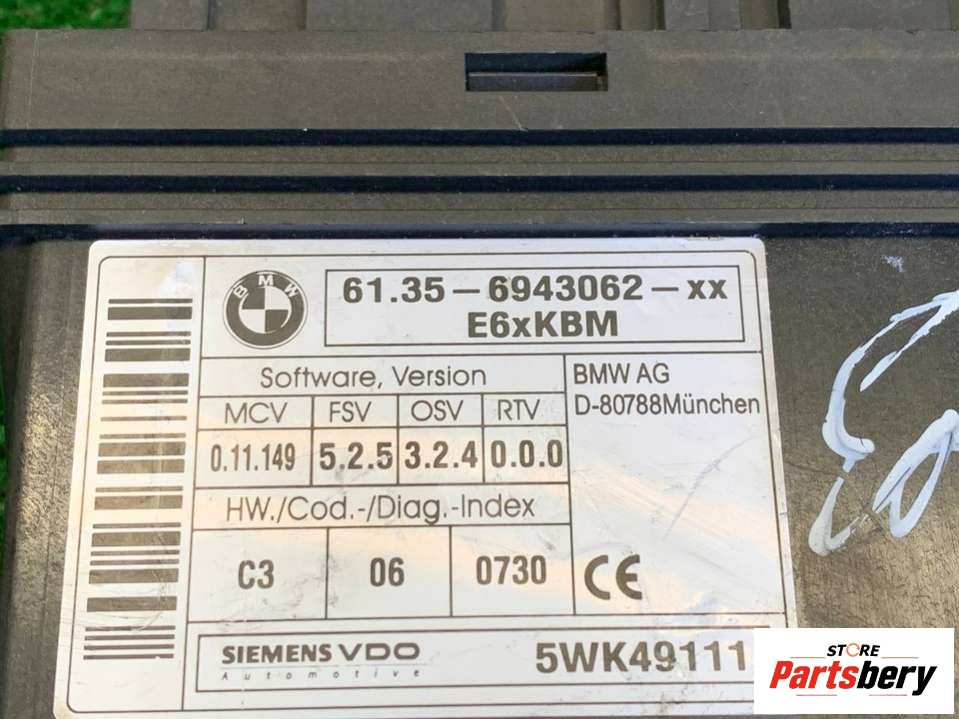 BMW
61.35-6943062-xx
E6xKBM
Software, Version
MCV FSV OSV RTV
0.11.149 5.2.5 3.2.4 0.0.0
BMW AG
D-80788München
HW./Cod.-/Diag.-Index
C3 06 0730
CE
SIEMENS VDO
Automotive
5WK49111
STORE
Partsbery